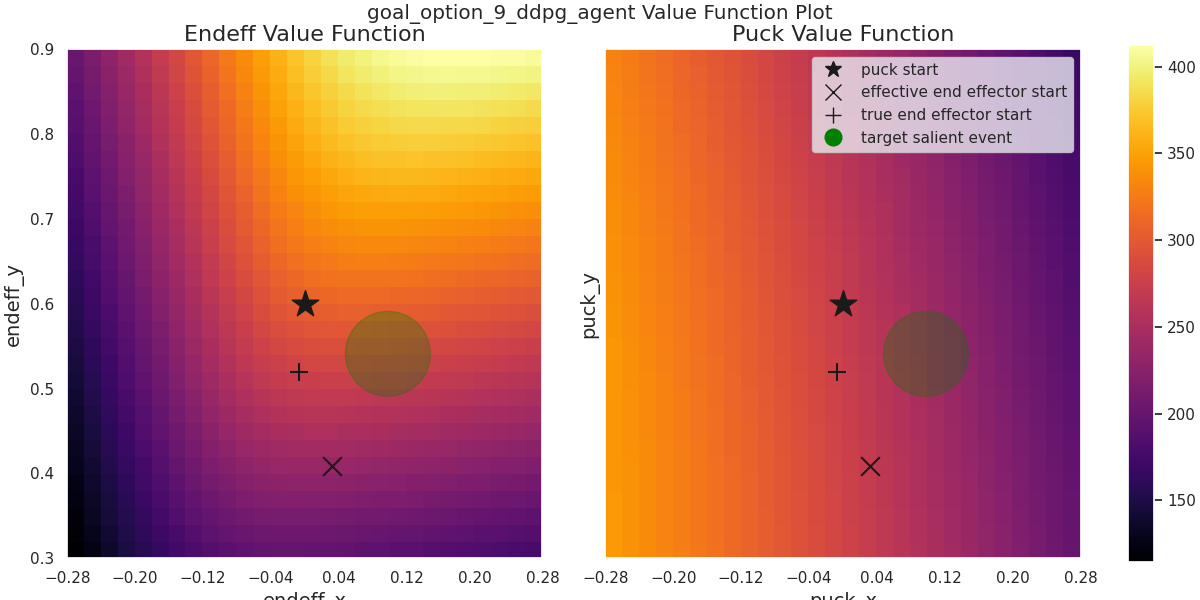 goal_option_9_ddpg_agent Value Function Plot
Endeff Value Function
Puck Value Function
puck start
effective end effector start
true end effector start
target salient event
endeff_y
0.9
0.8
0.7
0.6
0.5
0.4
0.3
−0.28 −0.20 −0.12 −0.04 0.04 0.12 0.20 0.28
endeff_x
puck_y
−0.28 −0.20 −0.12 −0.04 0.04 0.12 0.20 0.28
puck_x
400
350
300
250
200
150